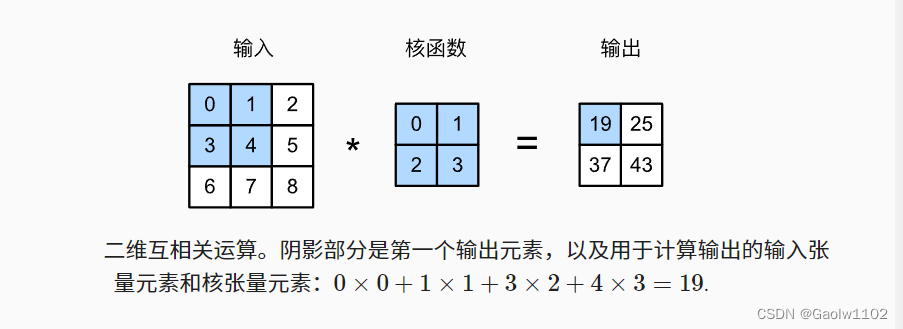 输入 核函数 输出
0 1 2
3 4 5
6 7 8
*
0 1
2 3
=
19 25
37 43
二维互相关运算。阴影部分是第一个输出元素，以及用于计算输出的输入张
量元素和核张量元素：0 × 0 + 1 × 1 + 3 × 2 + 4 × 3 = 19.
CSDN @Gaolw1102